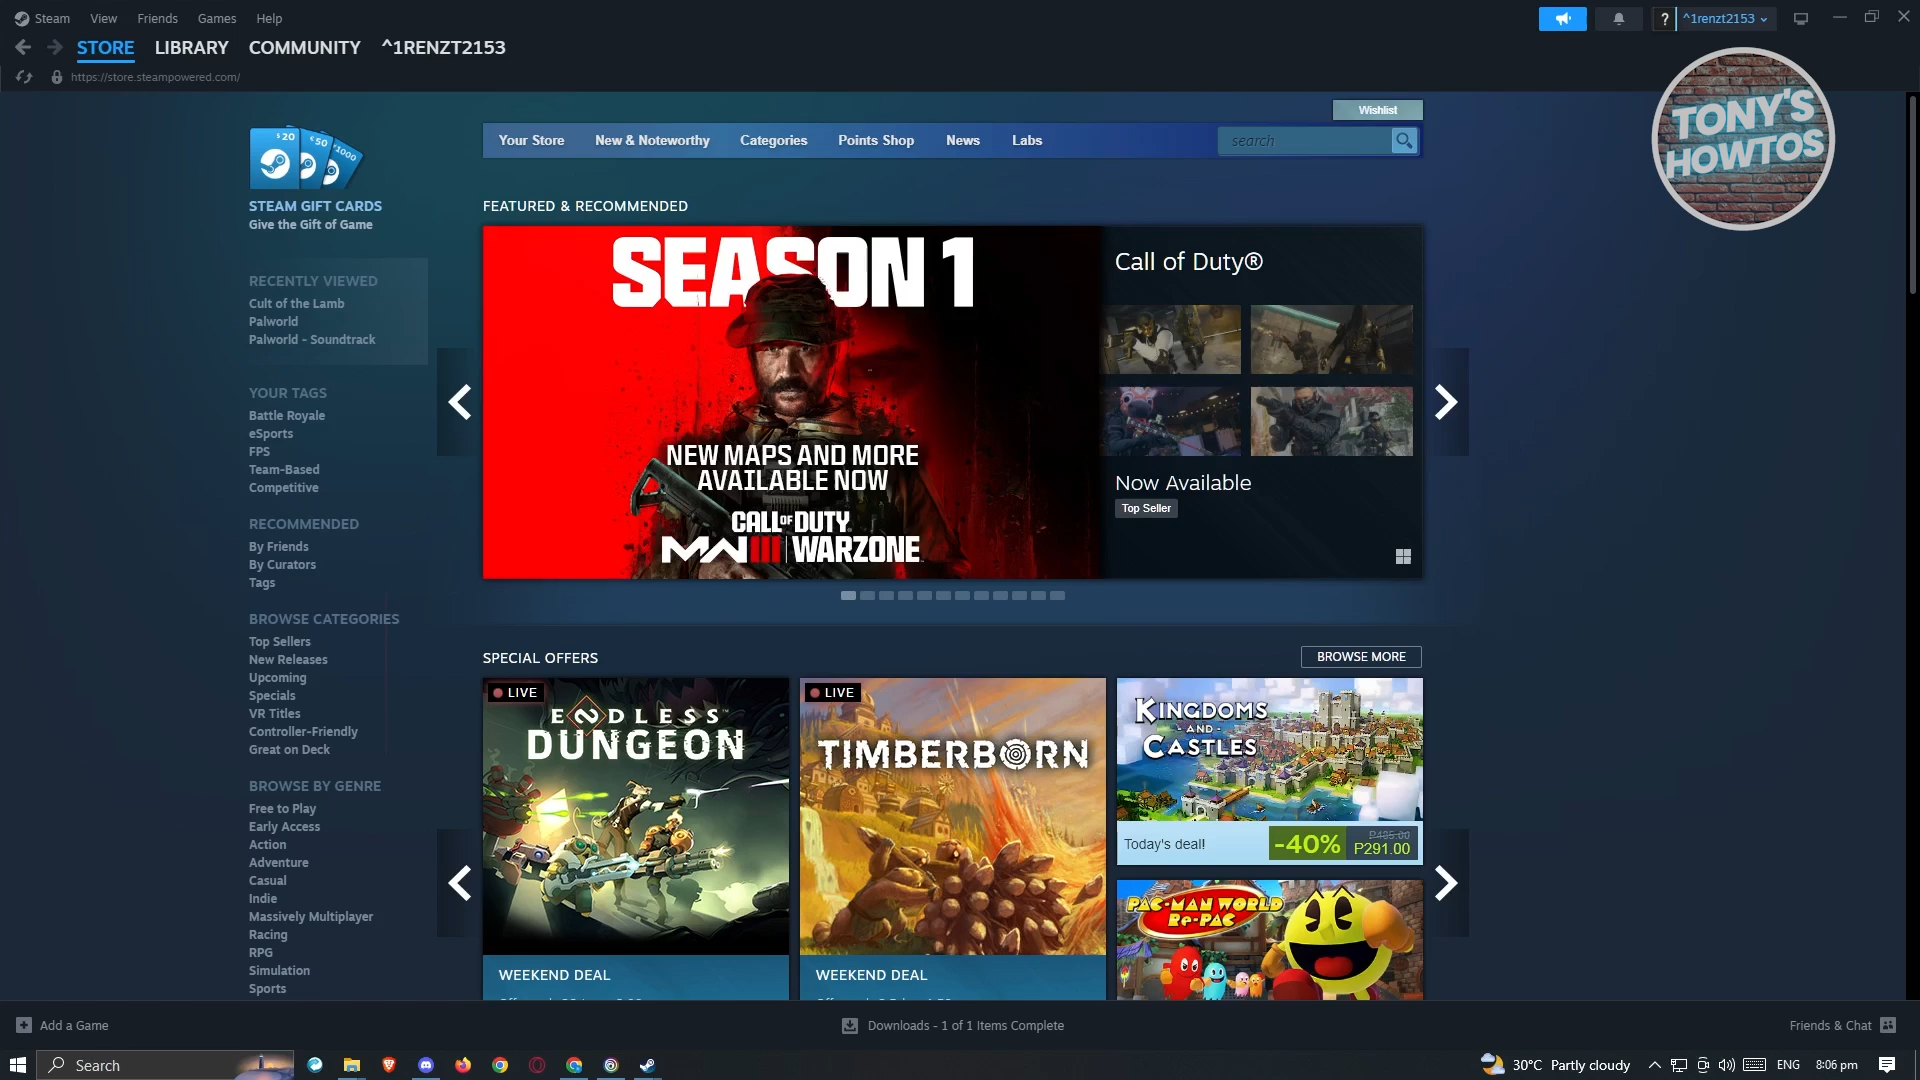 Steam View Friends Games Help
? ^1renzt2153
STORE LIBRARY COMMUNITY ^1RENZT2153
https://store.steampowered.com/
TONY'S
HOWTOS
Wishlist
Your Store New & Noteworthy Categories Points Shop News Labs search
$20 €50 ¥1000
STEAM GIFT CARDS
Give the Gift of Game
RECENTLY VIEWED
Cult of the Lamb
Palworld
Palworld - Soundtrack
YOUR TAGS
Battle Royale
eSports
FPS
Team-Based
Competitive
RECOMMENDED
By Friends
By Curators
Tags
BROWSE CATEGORIES
Top Sellers
New Releases
Upcoming
Specials
VR Titles
Controller-Friendly
Great on Deck
BROWSE BY GENRE
Free to Play
Early Access
Action
Adventure
Casual
Indie
Massively Multiplayer
Racing
RPG
Simulation
Sports
FEATURED & RECOMMENDED
SEASON 1
NEW MAPS AND MORE
AVAILABLE NOW
CALL OF DUTY
MWIII WARZONE
Call of Duty®
Now Available
Top Seller
SPECIAL OFFERS
BROWSE MORE
LIVE
ENDLESS™
DUNGEON
WEEKEND DEAL
LIVE
TIMBERBORN
WEEKEND DEAL
KINGDOMS
AND
CASTLES
Today's deal! -40% P485.00
P291.00
PAC-MAN WORLD
Re-PAC
Add a Game Downloads - 1 of 1 Items Complete Friends & Chat
Search 30°C Partly cloudy ENG 8:06 pm